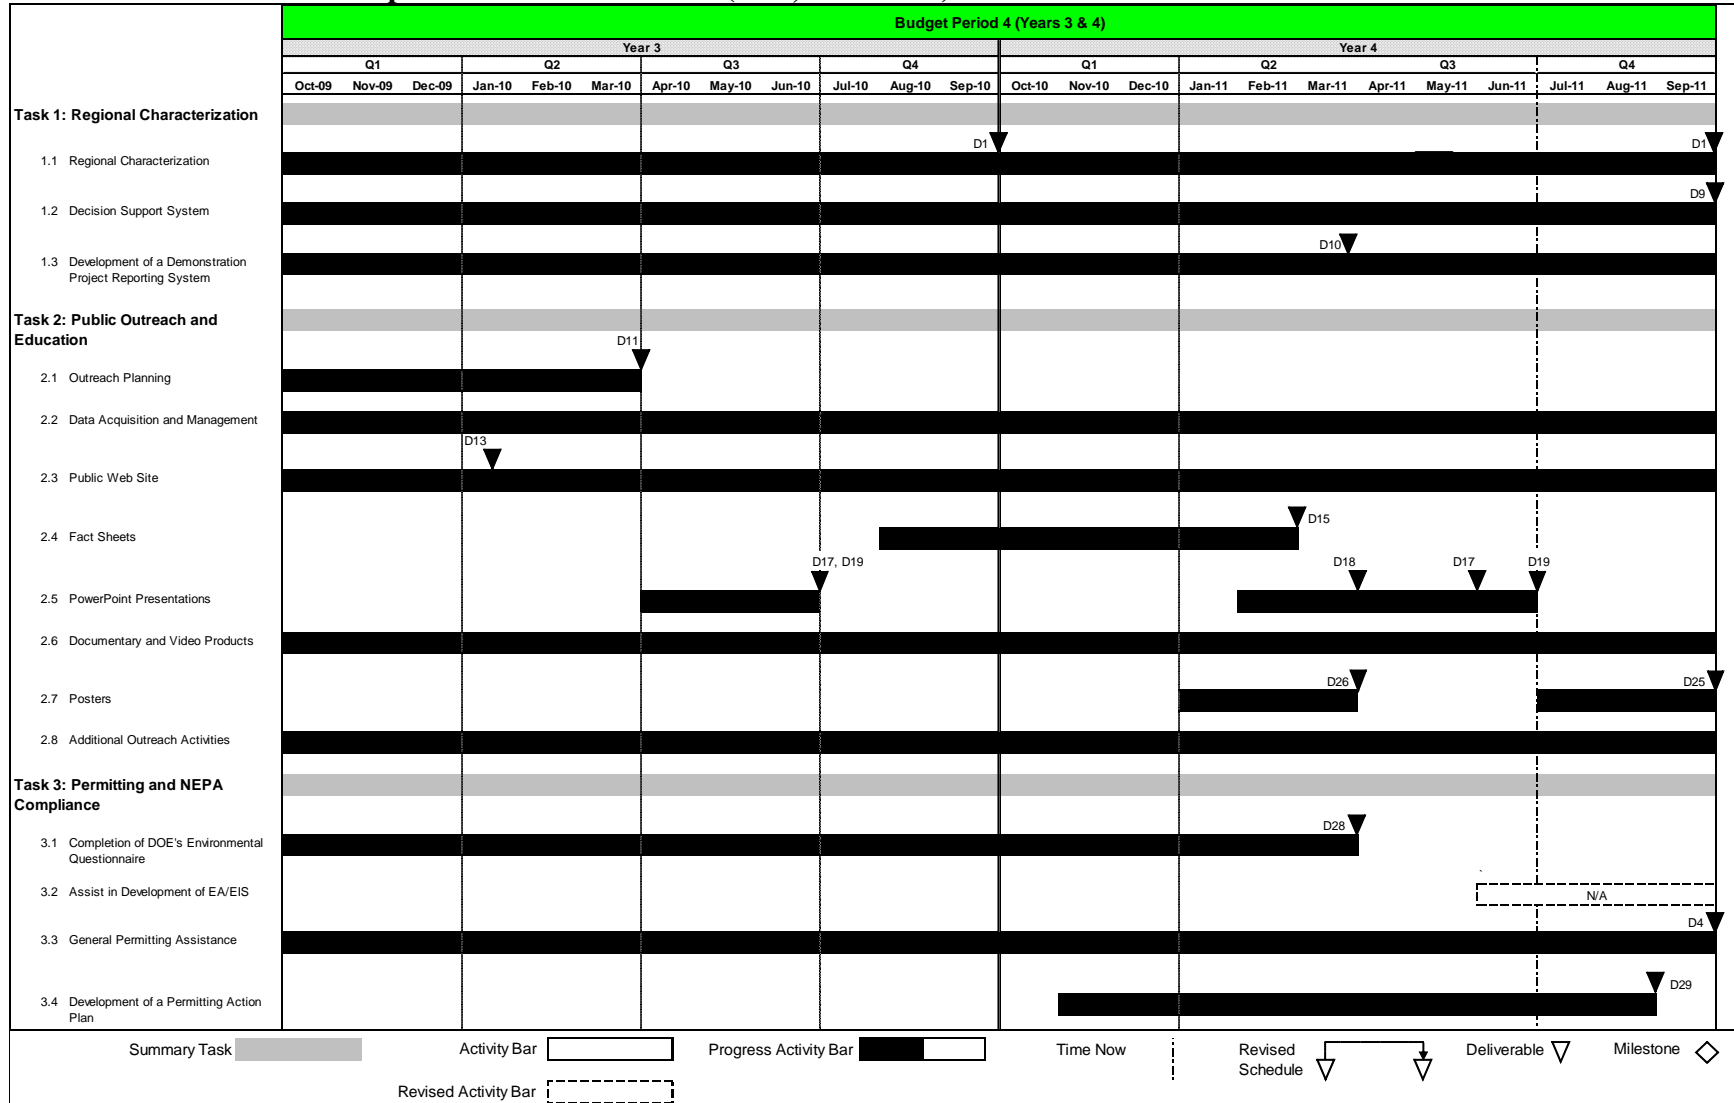 Budget Period 4 (Years 3 & 4)
Year 3 Year 4
Q1 Q2 Q3 Q4 Q1 Q2 Q3 Q4
Oct-09 Nov-09 Dec-09 Jan-10 Feb-10 Mar-10 Apr-10 May-10 Jun-10 Jul-10 Aug-10 Sep-10 Oct-10 Nov-10 Dec-10 Jan-11 Feb-11 Mar-11 Apr-11 May-11 Jun-11 Jul-11 Aug-11 Sep-11
Task 1: Regional Characterization
D1 D1
1.1 Regional Characterization
D9
1.2 Decision Support System
D10
1.3 Development of a Demonstration
Project Reporting System
Task 2: Public Outreach and
Education
D11
2.1 Outreach Planning
2.2 Data Acquisition and Management
D13
2.3 Public Web Site
D15
2.4 Fact Sheets
D17, D19 D18 D17 D19
2.5 PowerPoint Presentations
2.6 Documentary and Video Products
D26 D25
2.7 Posters
2.8 Additional Outreach Activities
Task 3: Permitting and NEPA
Compliance
D28
3.1 Completion of DOE's Environmental
Questionnaire
3.2 Assist in Development of EA/EIS N/A
D4
3.3 General Permitting Assistance
D29
3.4 Development of a Permitting Action
Plan
Summary Task Activity Bar Progress Activity Bar Time Now Revised Deliverable Milestone
Schedule
Revised Activity Bar